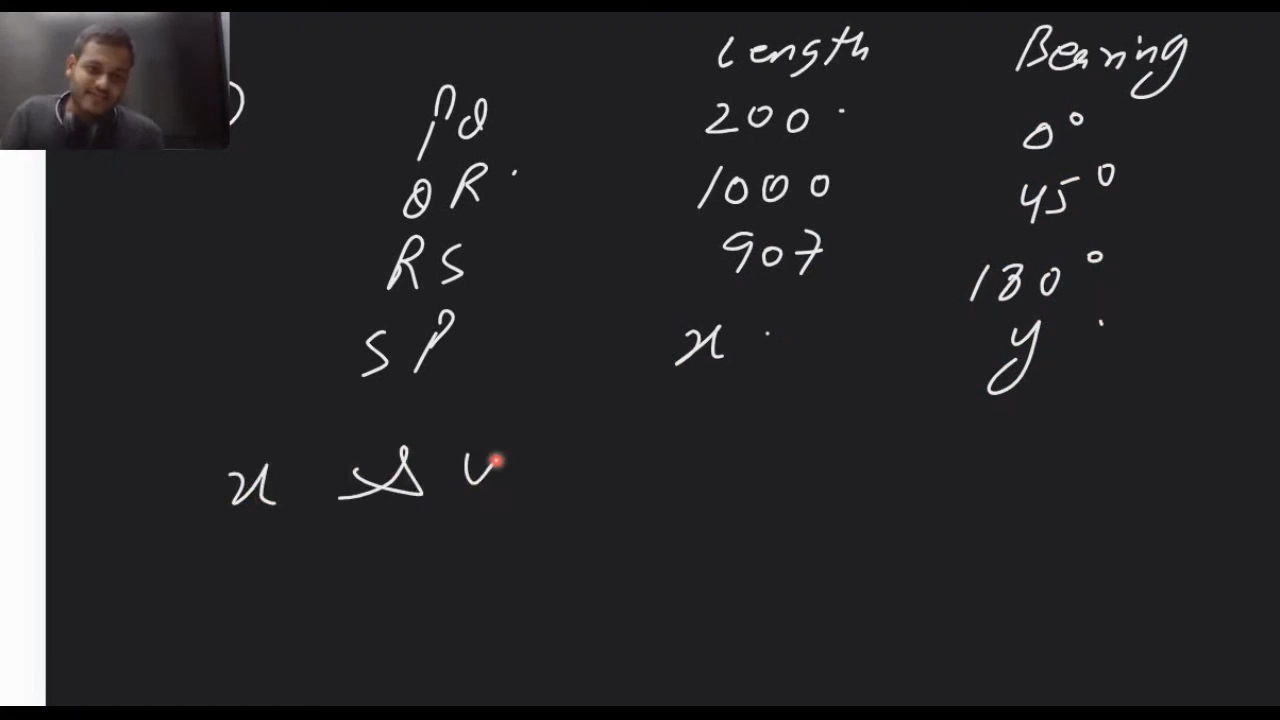 Length Bearing
PQ 200 0°
QR 1000 45°
RS 907 180°
SP x y
x &